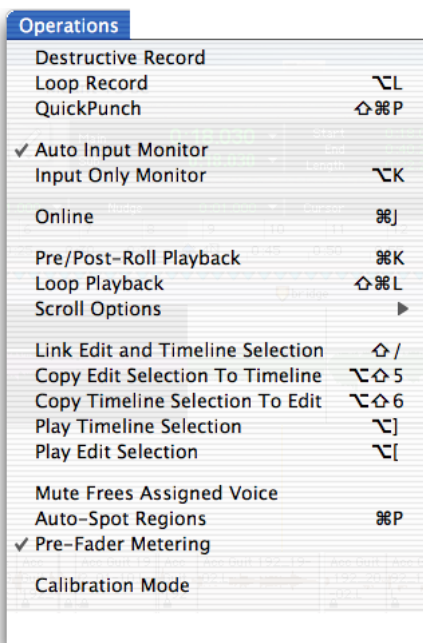 Operations
Destructive Record
Loop Record ⌥L
QuickPunch ⇧⌘P
✓ Auto Input Monitor
Input Only Monitor ⌥K
Online ⌘J
Pre/Post-Roll Playback ⌘K
Loop Playback ⇧⌘L
Scroll Options ▶
Link Edit and Timeline Selection ⇧/
Copy Edit Selection To Timeline ⌥⇧5
Copy Timeline Selection To Edit ⌥⇧6
Play Timeline Selection ⌥]
Play Edit Selection ⌥[
Mute Frees Assigned Voice
Auto-Spot Regions ⌘P
✓ Pre-Fader Metering
Calibration Mode